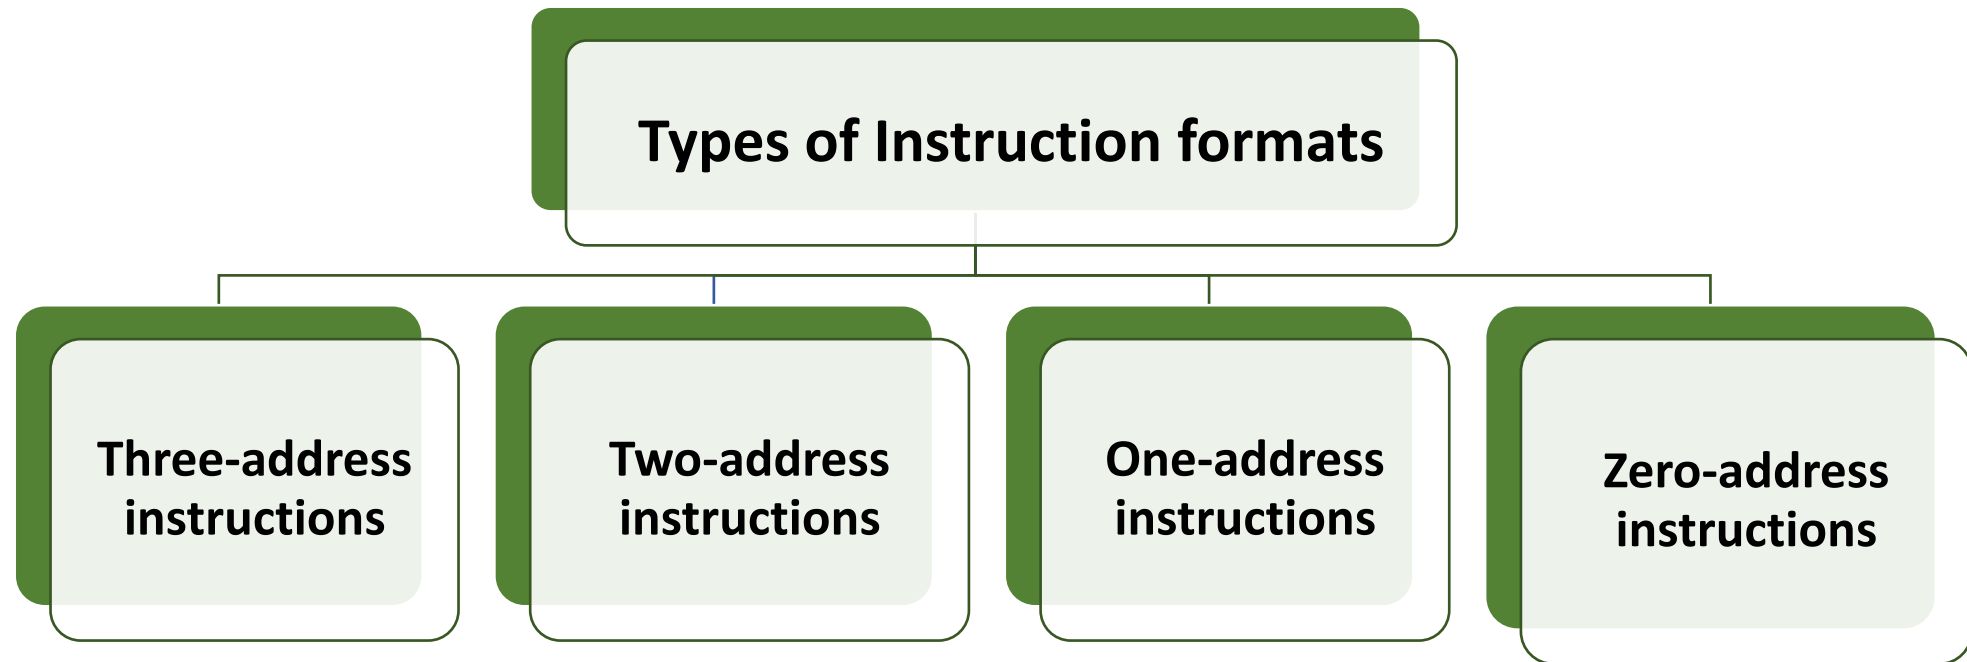 Types of Instruction formats
Three-address
instructions
Two-address
instructions
One-address
instructions
Zero-address
instructions